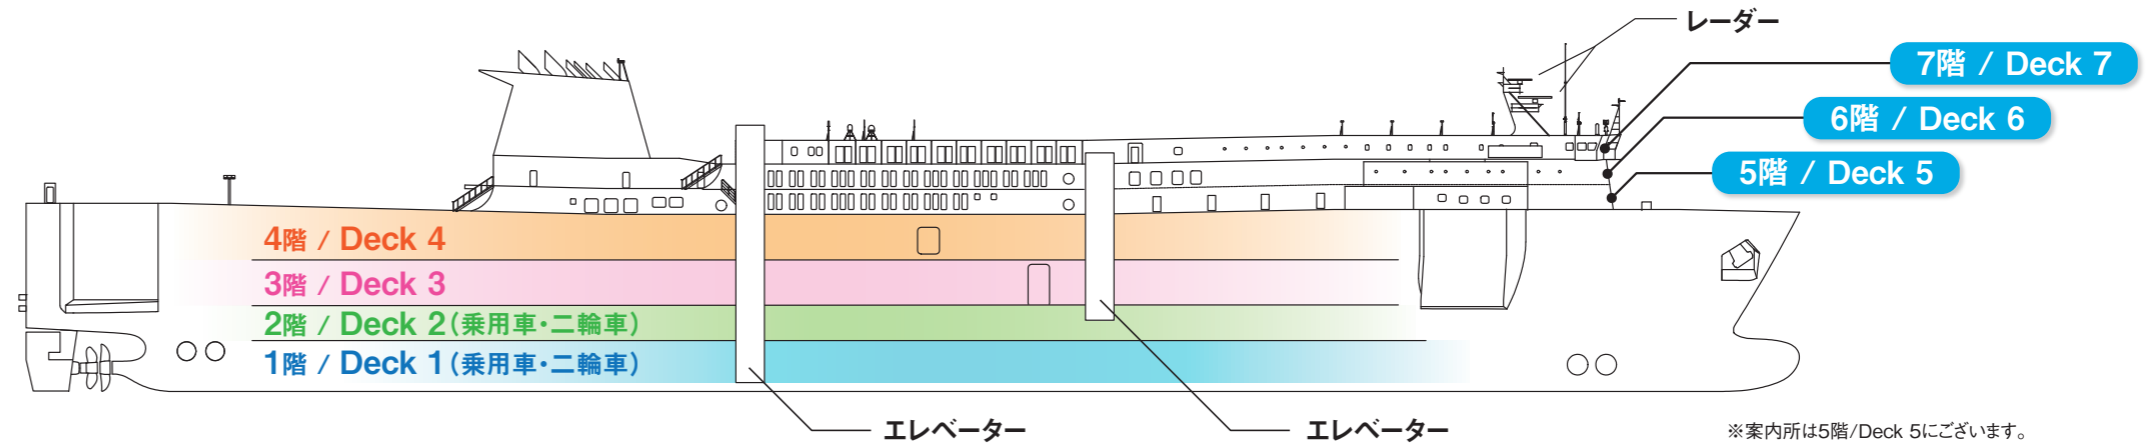 レーダー
7階 / Deck 7
6階 / Deck 6
5階 / Deck 5
4階 / Deck 4
3階 / Deck 3
2階 / Deck 2(乗用車・二輪車)
1階 / Deck 1(乗用車・二輪車)
エレベーター
エレベーター
※案内所は5階/Deck 5にございます。